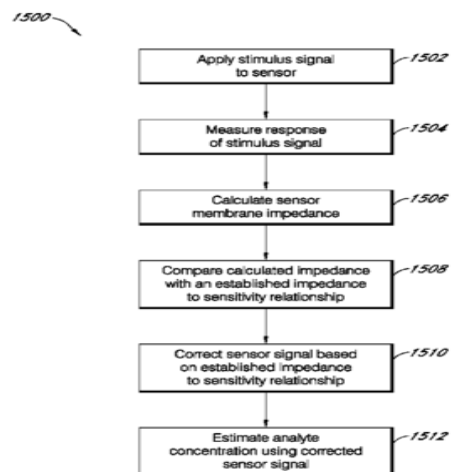 1500
Apply stimulus signal
to sensor
1502
Measure response
of stimulus signal
1504
Calculate sensor
membrane impedance
1506
Compare calculated impedance
with an established impedance
to sensitivity relationship
1508
Correct sensor signal based
on established impedance
to sensitivity relationship
1510
Estimate analyte
concentration using corrected
sensor signal
1512